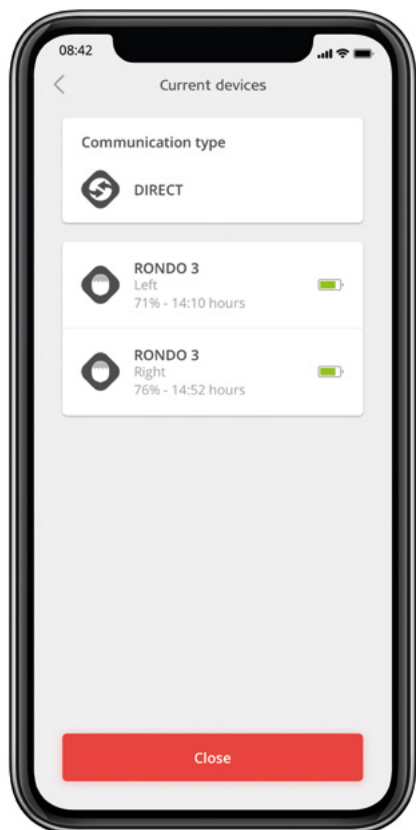 08:42
Current devices
Communication type
DIRECT
RONDO 3
Left
71% - 14:10 hours
RONDO 3
Right
76% - 14:52 hours
Close